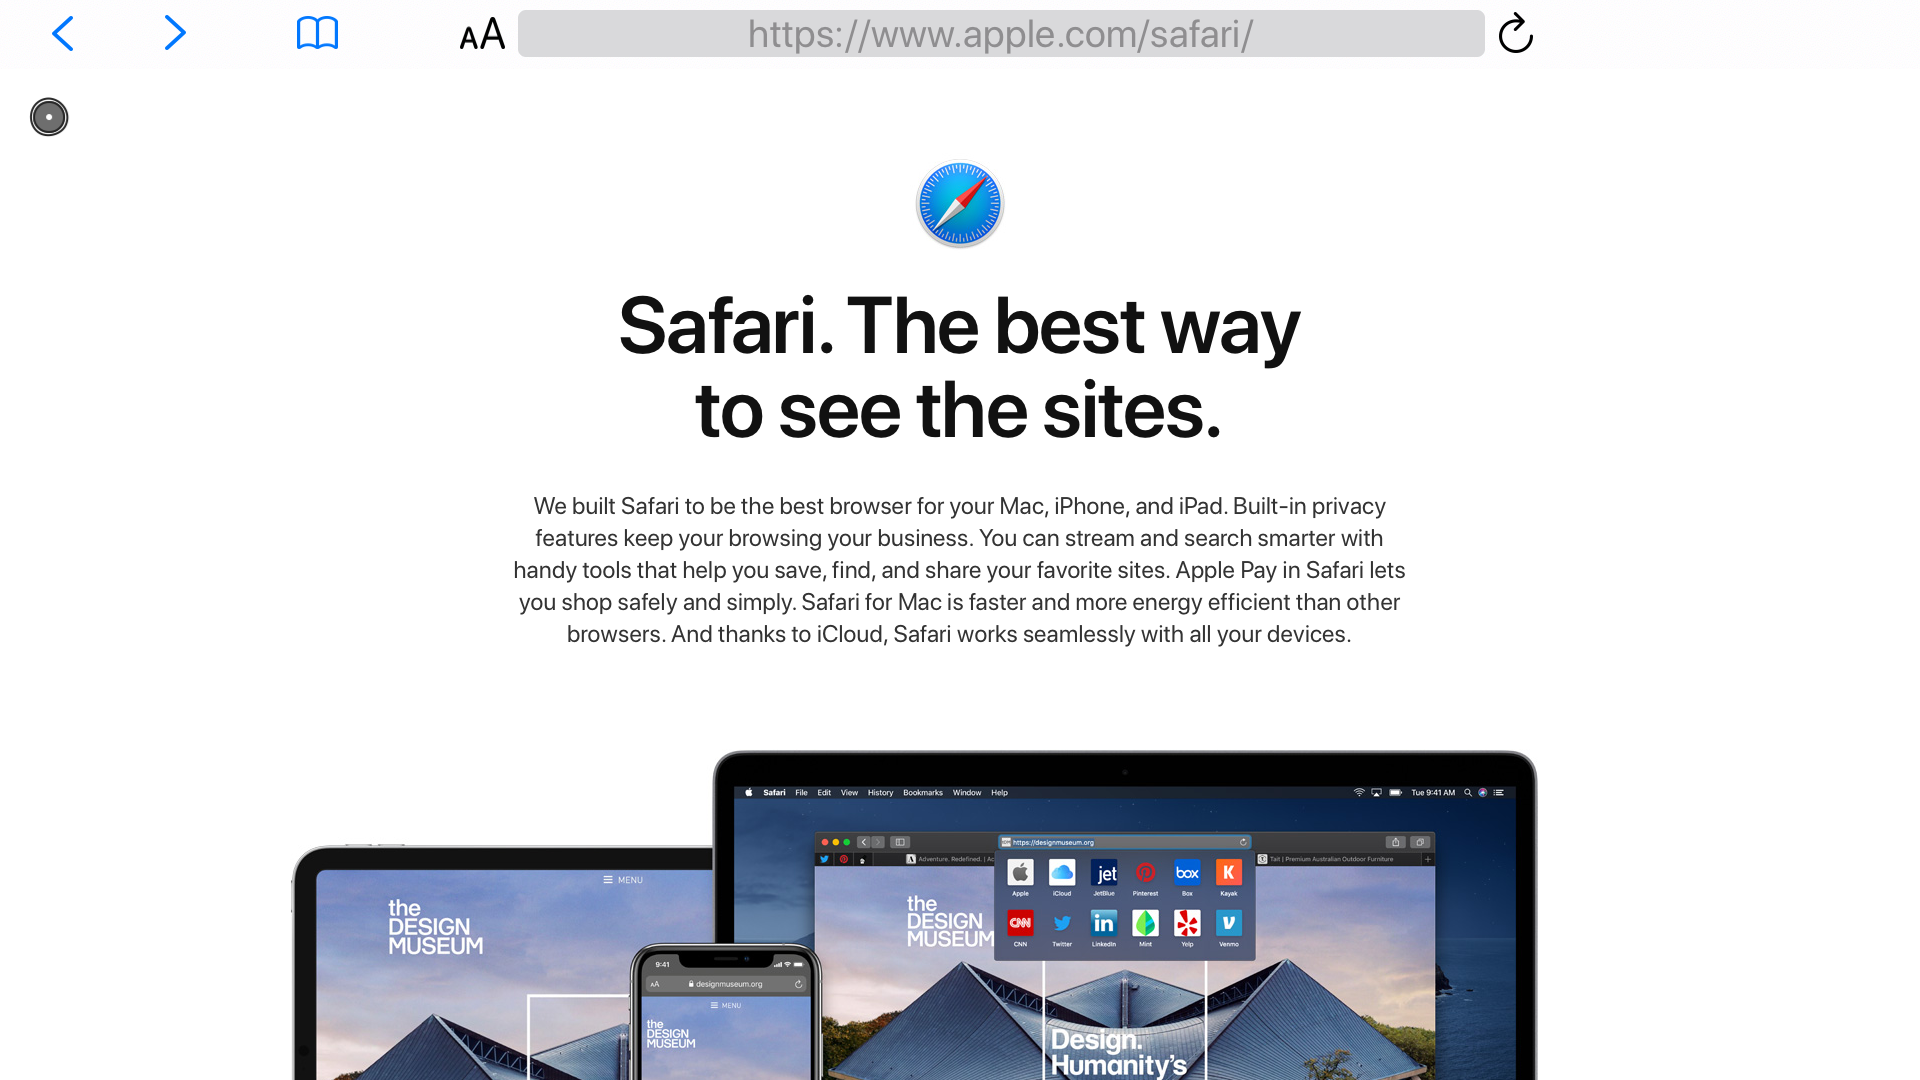 AA https://www.apple.com/safari/
Safari. The best way
to see the sites.
We built Safari to be the best browser for your Mac, iPhone, and iPad. Built-in privacy
features keep your browsing your business. You can stream and search smarter with
handy tools that help you save, find, and share your favorite sites. Apple Pay in Safari lets
you shop safely and simply. Safari for Mac is faster and more energy efficient than other
browsers. And thanks to iCloud, Safari works seamlessly with all your devices.
Safari File Edit View History Bookmarks Window Help Tue 9:41 AM
https://designmuseum.org
Adventure. Redefined. | Ac
Tait | Premium Australian Outdoor Furniture
jet box K
Apple iCloud JetBlue Pinterest Box Kayak
CNN in
CNN Twitter LinkedIn Mint Yelp Venmo
the
DESIGN
MUSEUM
Design.
Humanity's
MENU
the
DESIGN
MUSEUM
9:41
AA designmuseum.org
MENU
the
DESIGN
MUSEUM